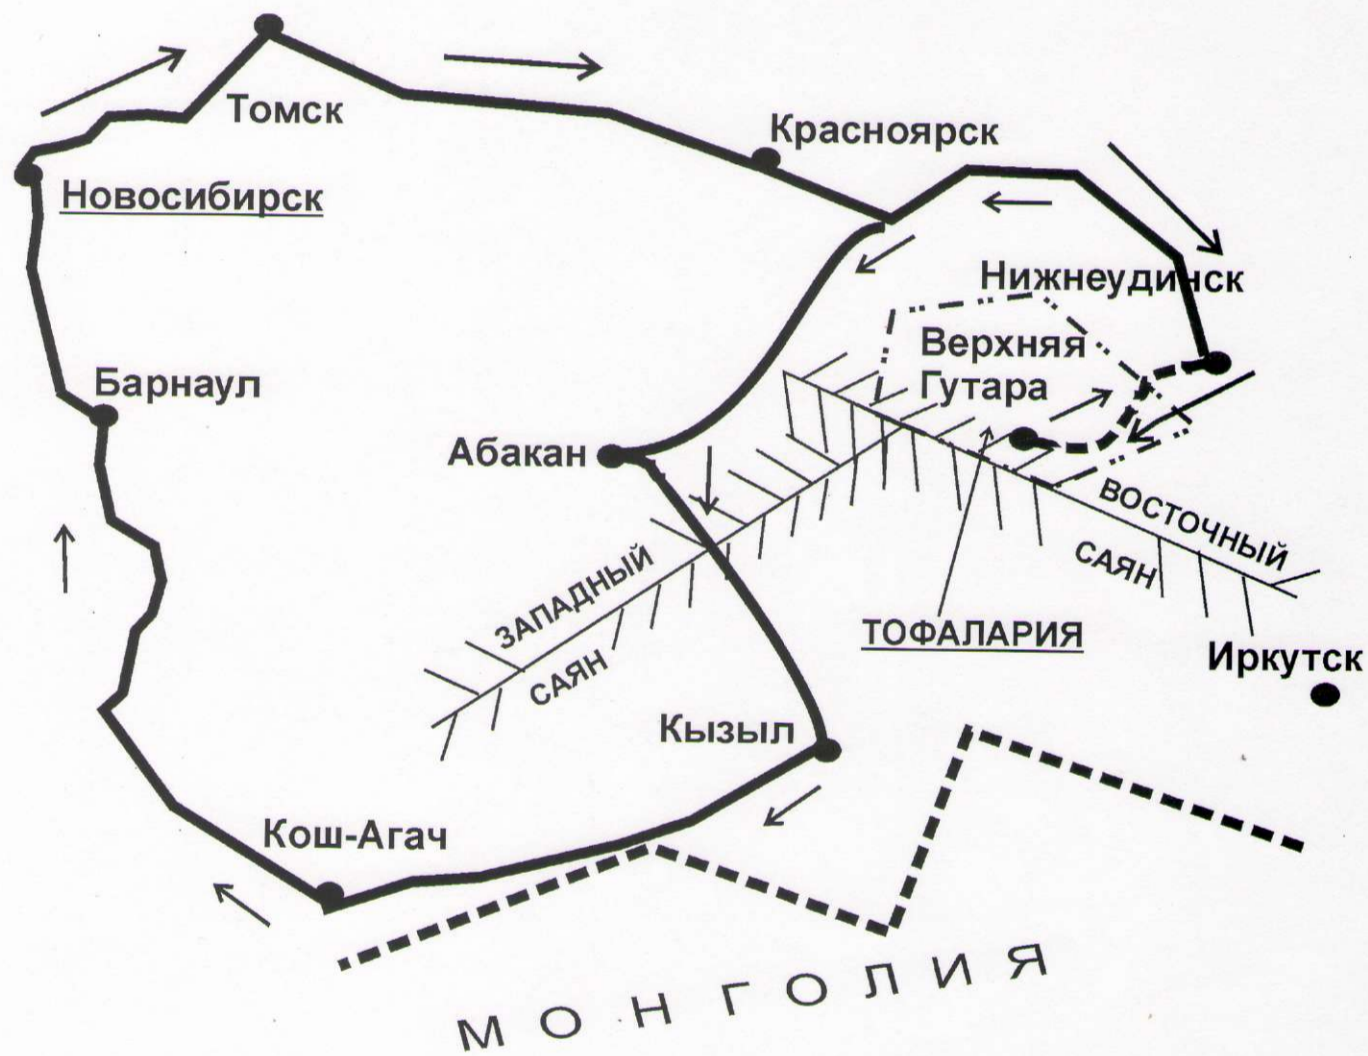 Томск
Красноярск
Новосибирск
Нижнеудинск
Верхняя
Гутара
Барнаул
Абакан
ВОСТОЧНЫЙ
САЯН
ЗАПАДНЫЙ
САЯН
ТОФАЛАРИЯ
Иркутск
Кызыл
Кош-Агач
МОНГОЛИЯ